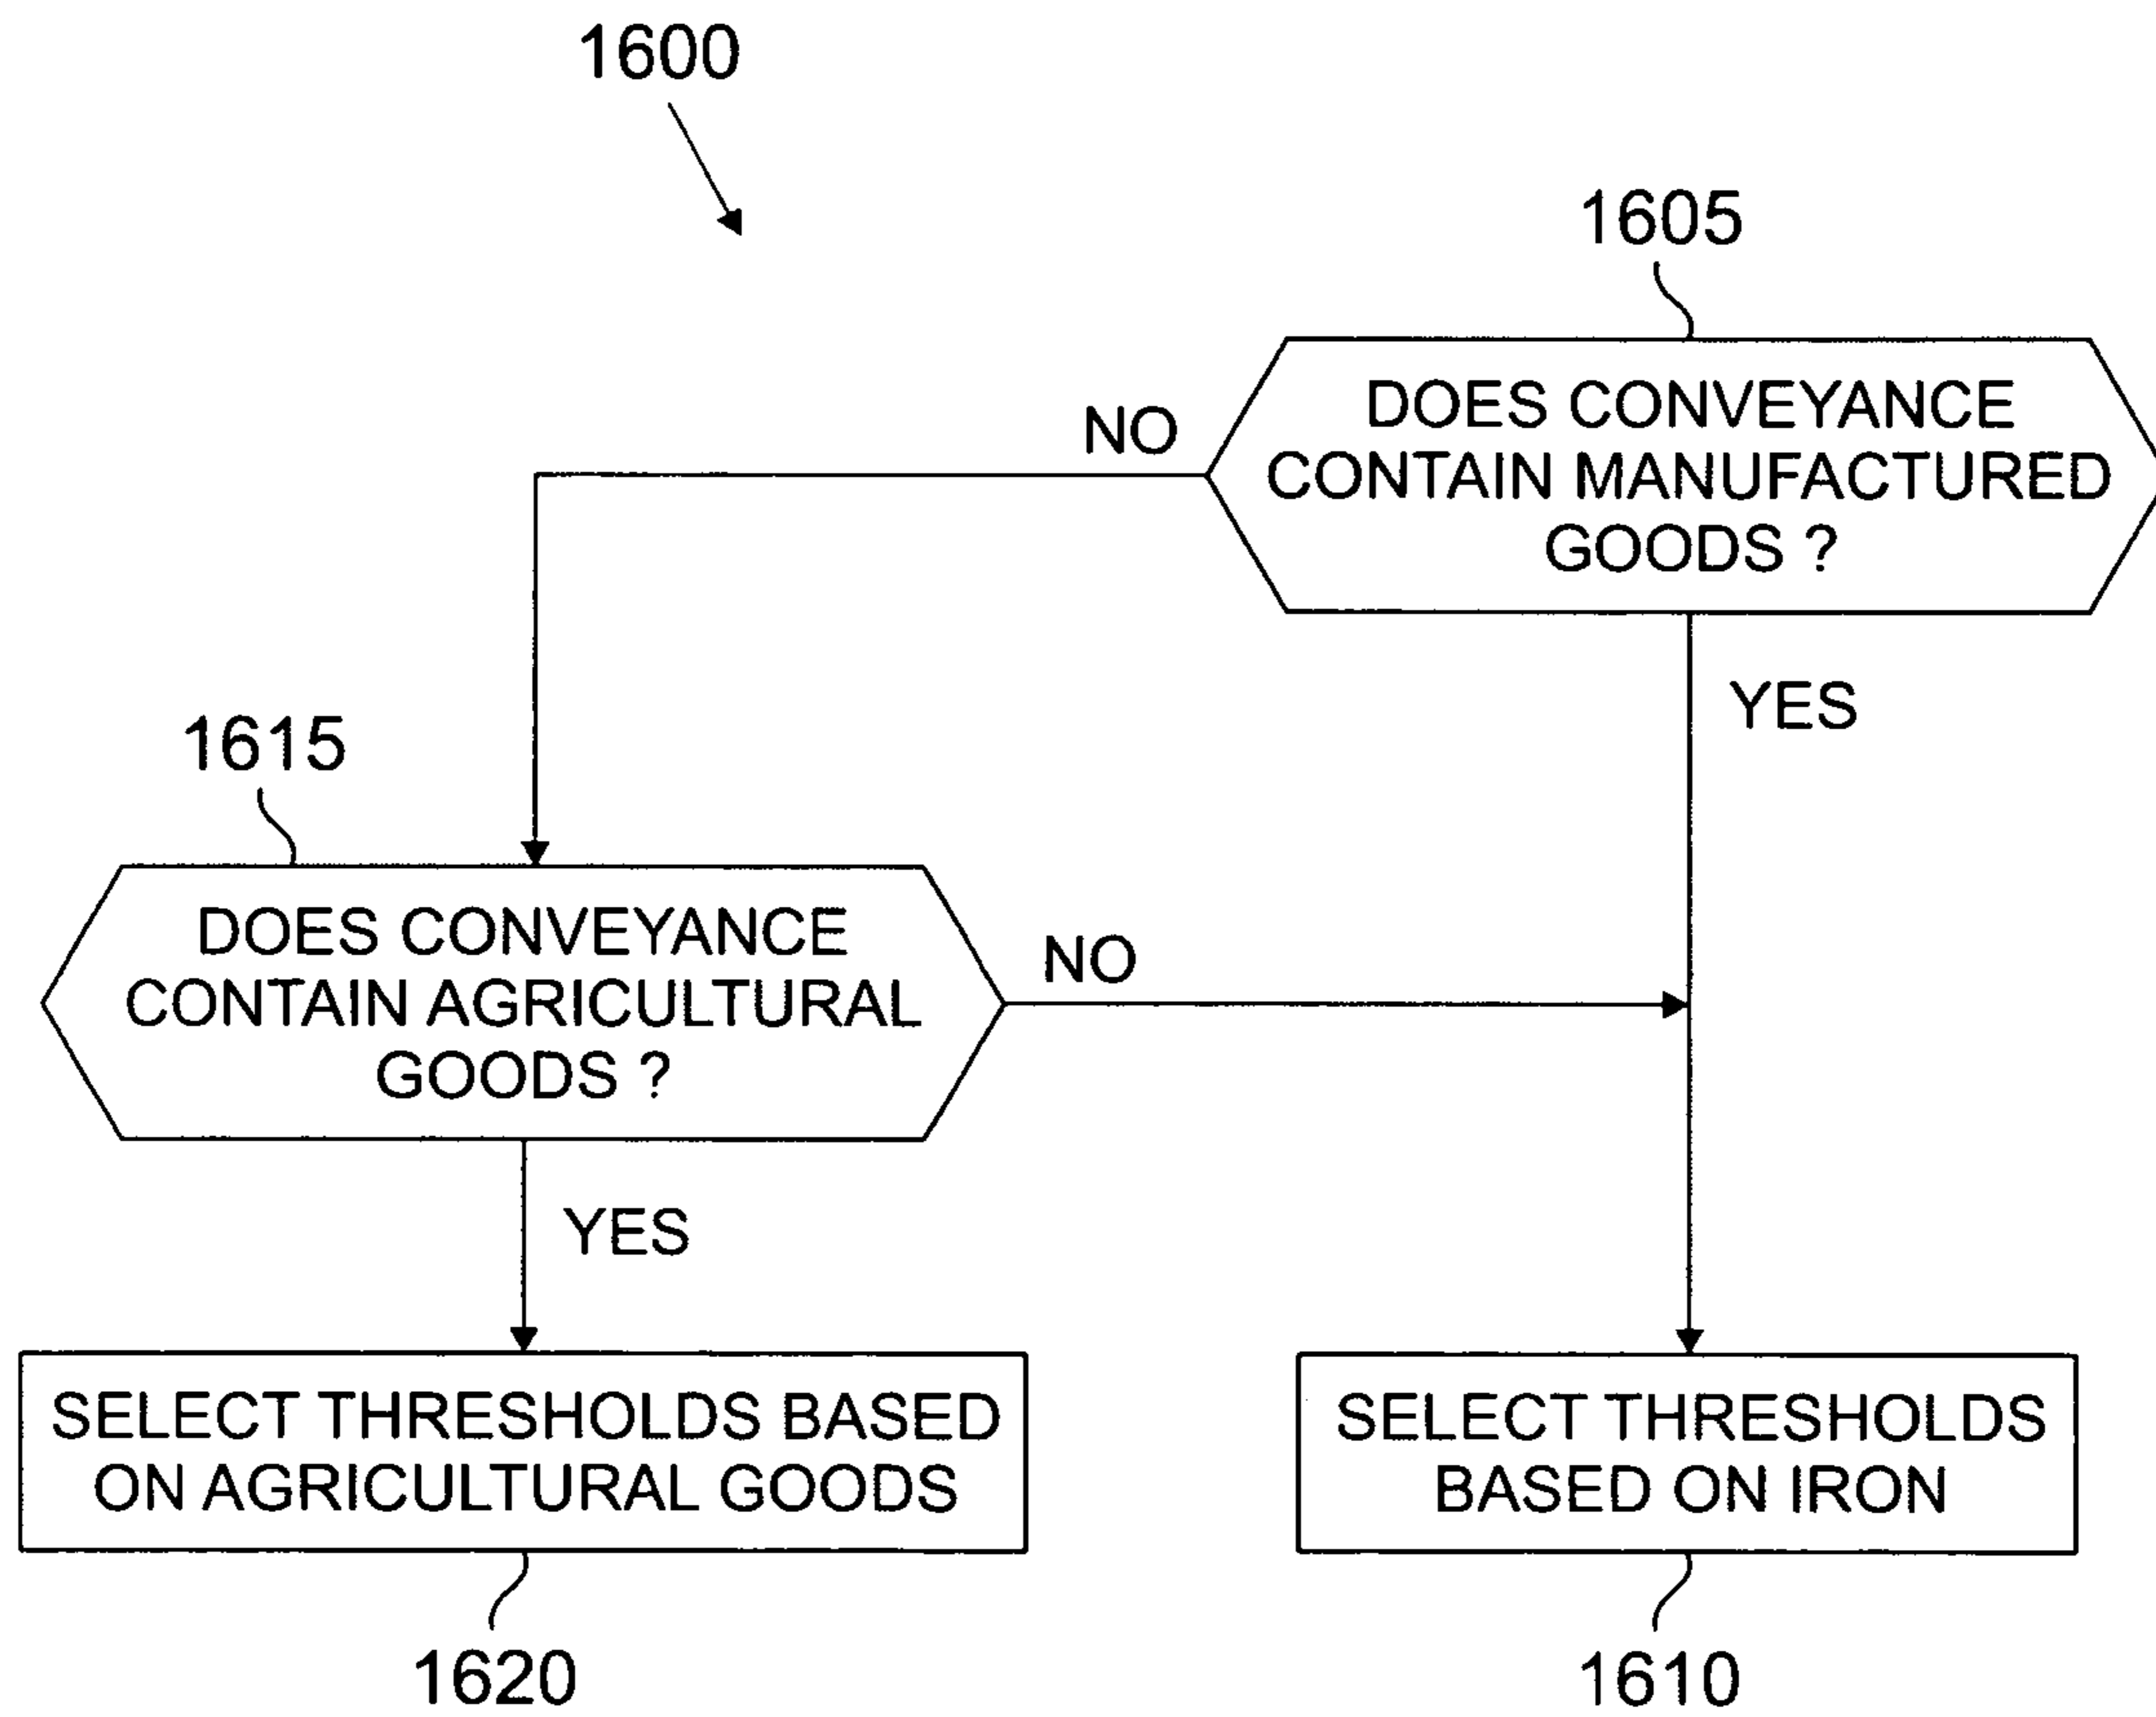 1600
1605
DOES CONVEYANCE
CONTAIN MANUFACTURED
GOODS ?
NO
YES
1615
DOES CONVEYANCE
CONTAIN AGRICULTURAL
GOODS ?
NO
YES
SELECT THRESHOLDS BASED
ON AGRICULTURAL GOODS
SELECT THRESHOLDS
BASED ON IRON
1620
1610